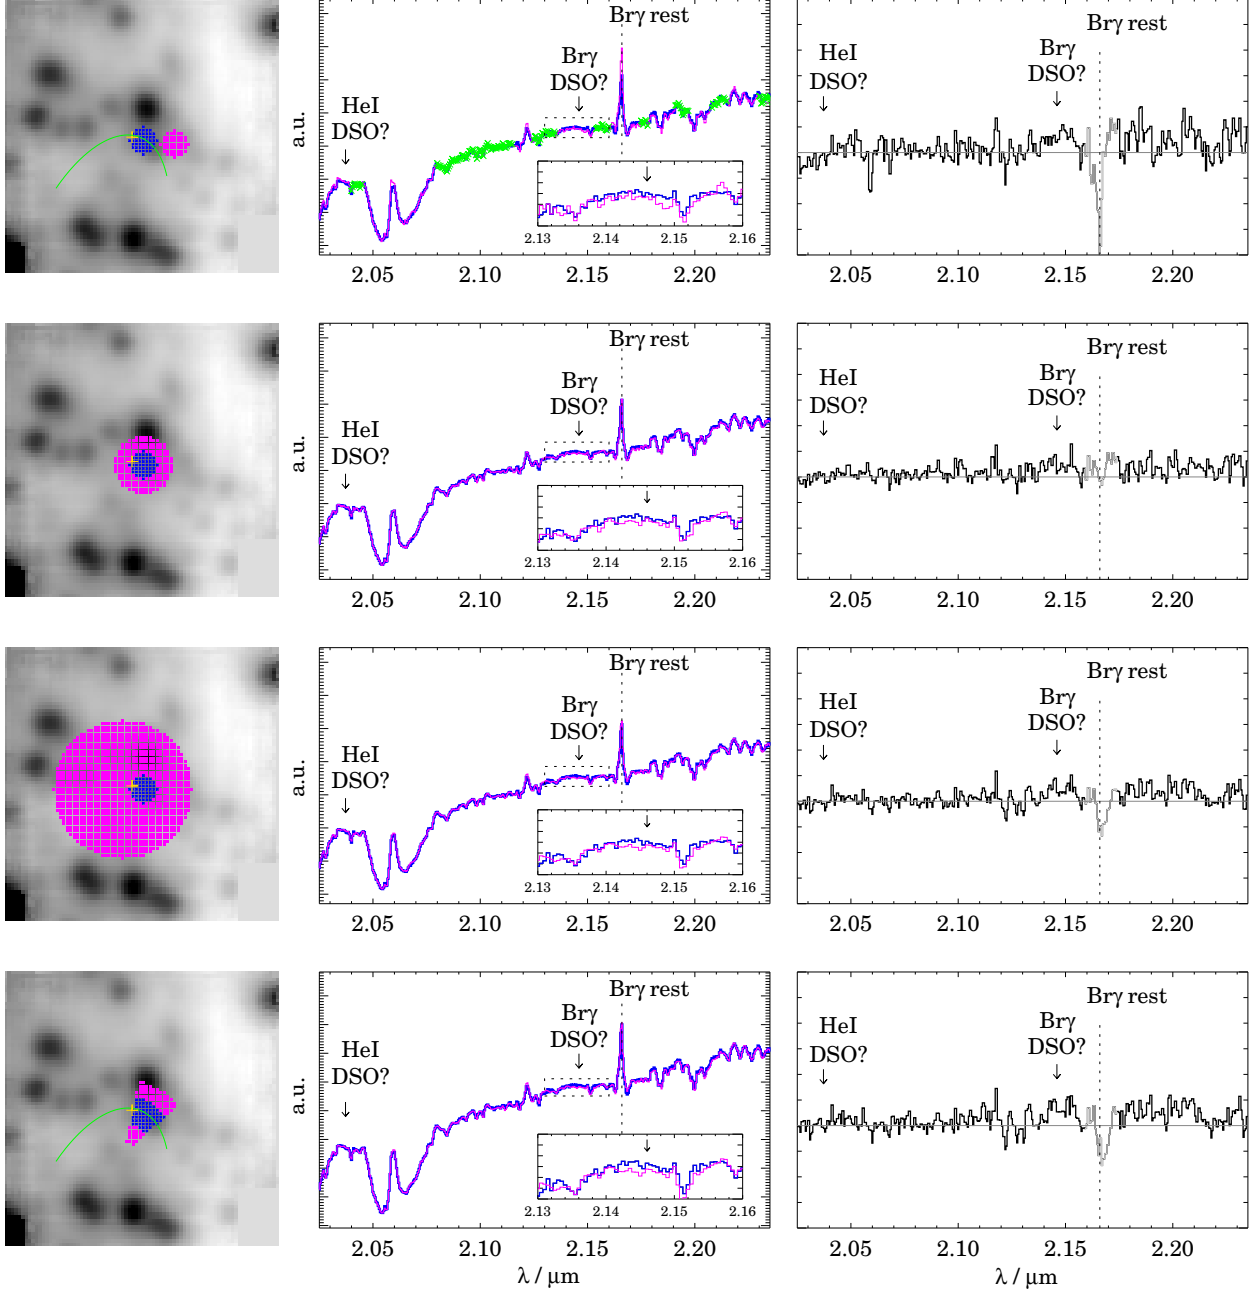 Brγ rest
Brγ
DSO?
HeI
DSO?
a.u.
2.13 2.14 2.15 2.16
2.05 2.10 2.15 2.20
Brγ rest
Brγ
DSO?
HeI
DSO?
2.05 2.10 2.15 2.20
Brγ rest
Brγ
DSO?
HeI
DSO?
a.u.
2.13 2.14 2.15 2.16
2.05 2.10 2.15 2.20
Brγ rest
HeI
DSO?
Brγ
DSO?
2.05 2.10 2.15 2.20
Brγ rest
Brγ
DSO?
HeI
DSO?
a.u.
2.13 2.14 2.15 2.16
2.05 2.10 2.15 2.20
Brγ rest
HeI
DSO?
Brγ
DSO?
2.05 2.10 2.15 2.20
Brγ rest
Brγ
DSO?
HeI
DSO?
a.u.
2.13 2.14 2.15 2.16
2.05 2.10 2.15 2.20
λ / μm
Brγ rest
HeI
DSO?
Brγ
DSO?
2.05 2.10 2.15 2.20
λ / μm